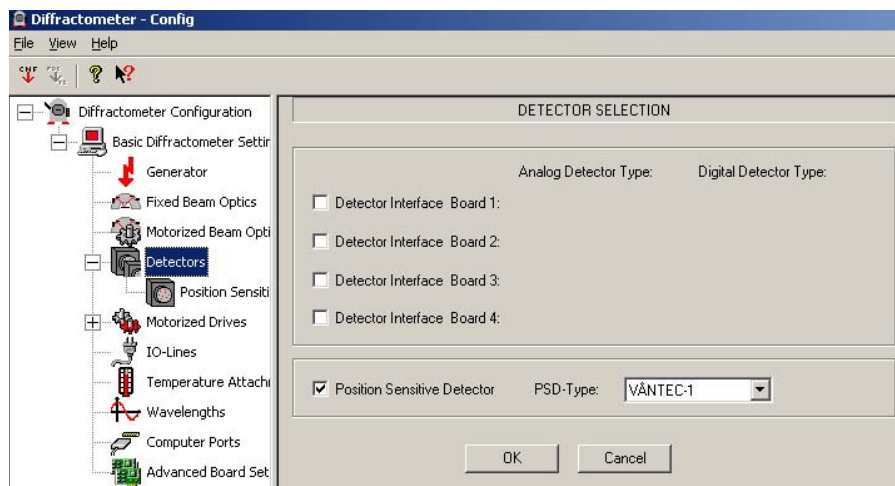 Diffractometer - Config
File View Help
Diffractometer Configuration
Basic Diffractometer Settir
Generator
Fixed Beam Optics
Motorized Beam Opti
Detectors
Position Sensiti
Motorized Drives
IO-Lines
Temperature Attachı
Wavelengths
Computer Ports
Advanced Board Set
DETECTOR SELECTION
Analog Detector Type: Digital Detector Type:
Detector Interface Board 1:
Detector Interface Board 2:
Detector Interface Board 3:
Detector Interface Board 4:
Position Sensitive Detector PSD-Type: VÅNTEC-1
OK Cancel